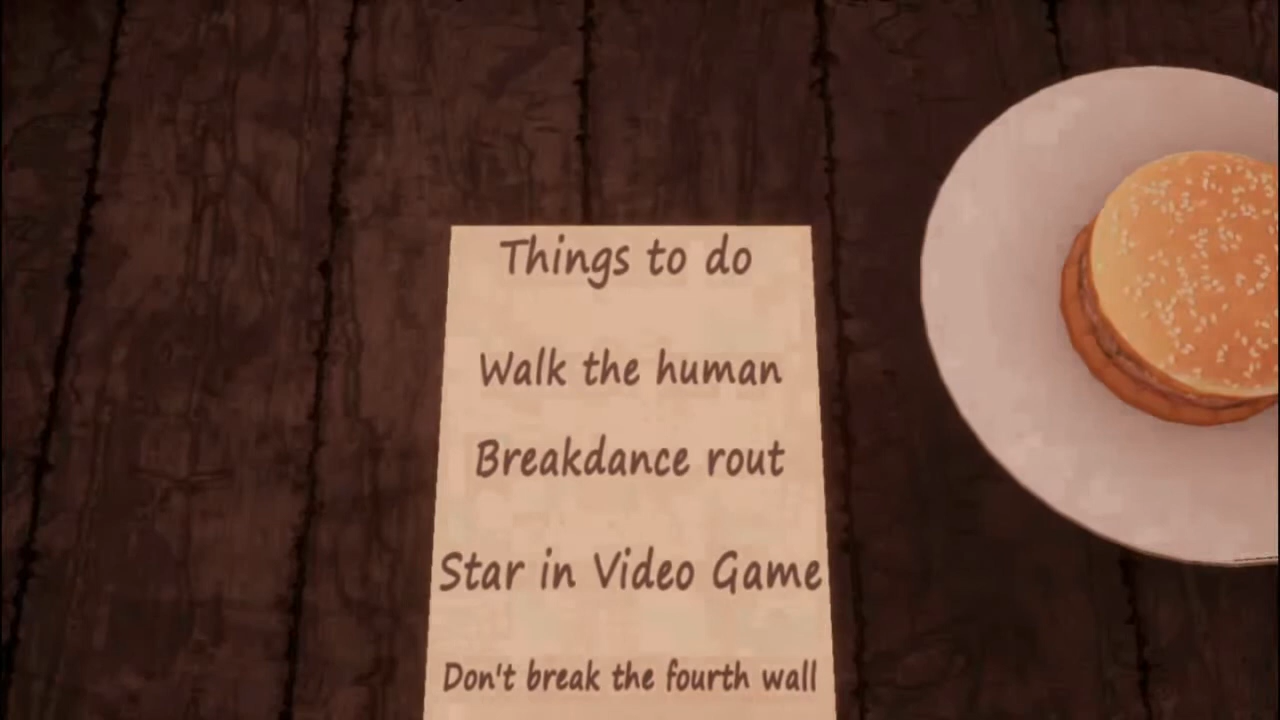 Things to do
Walk the human
Breakdance rout
Star in Video Game
Don't break the fourth wall